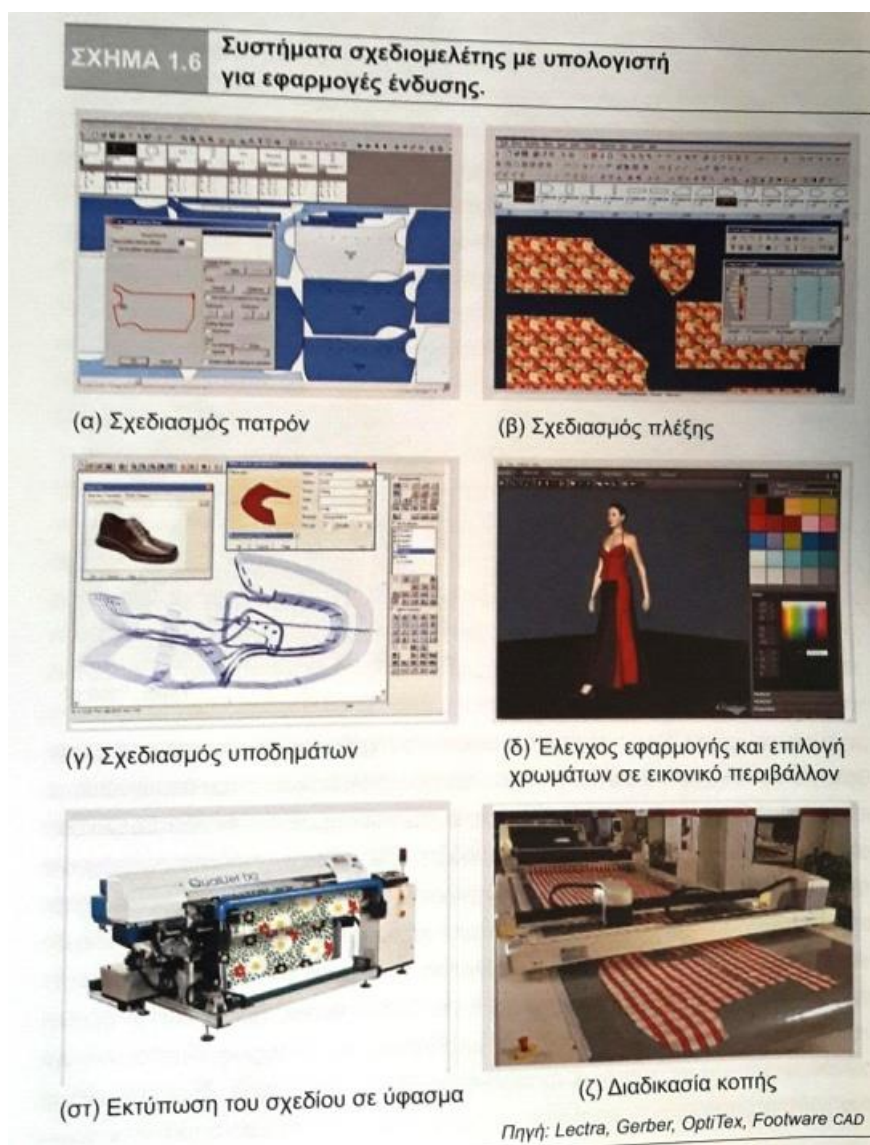 ΣΧΗΜΑ 1.6
Συστήματα σχεδιομελέτης με υπολογιστή
για εφαρμογές ένδυσης.
(α) Σχεδιασμός πατρόν
(β) Σχεδιασμός πλέξης
(γ) Σχεδιασμός υποδημάτων
(δ) Έλεγχος εφαρμογής και επιλογή
χρωμάτων σε εικονικό περιβάλλον
(στ) Εκτύπωση του σχεδίου σε ύφασμα
(ζ) Διαδικασία κοπής
Πηγή: Lectra, Gerber, OptiTex, Footware CAD